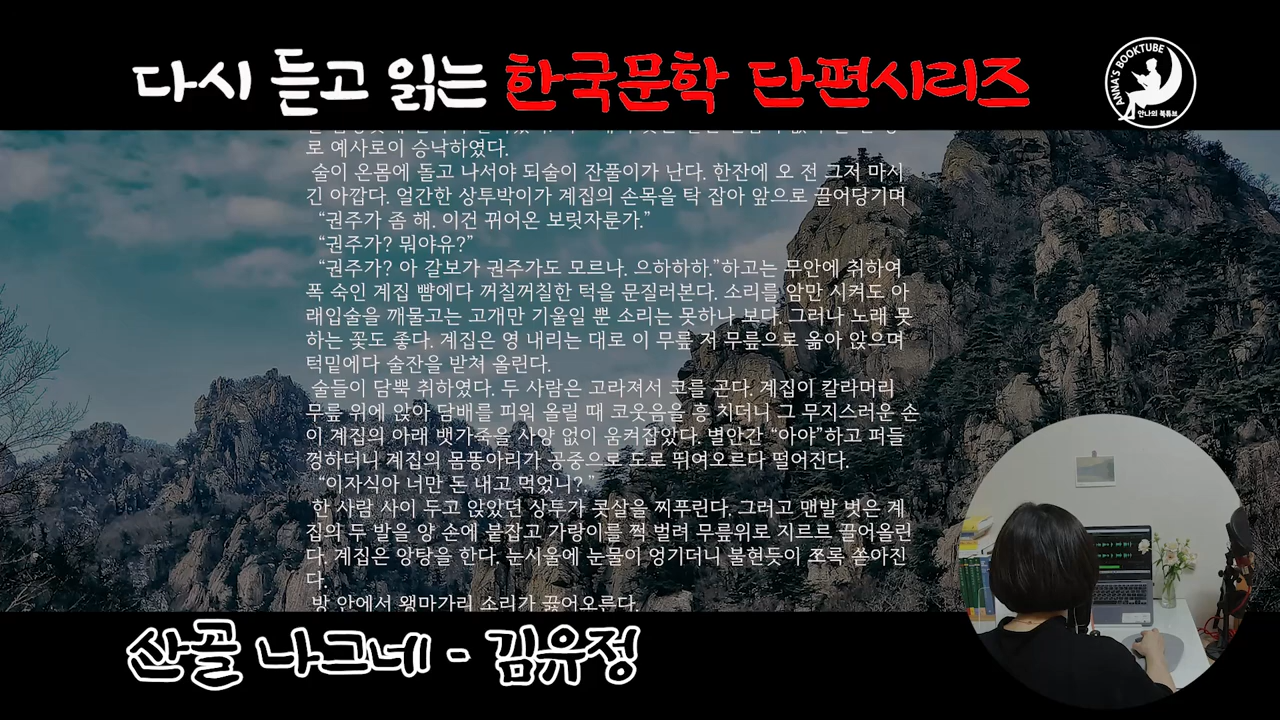 다시 듣고 읽는 한국문학 단편시리즈
ANNA'S BOOKTUBE
안나의 북튜브
로 예사로이 승낙하였다.
술이 온몸에 돌고 나서야 되술이 잔풀이가 난다. 한잔에 오 전 그저 마시
긴 아깝다. 얼간한 상투박이가 계집의 손목을 탁 잡아 앞으로 끌어당기며
“권주가 좀 해. 이건 뀌어온 보릿자룬가.”
“권주가? 뭐야유?”
“권주가? 아 갈보가 권주가도 모르나. 으하하하.”하고는 무안에 취하여
폭 숙인 계집 뺨에다 꺼칠꺼칠한 턱을 문질러본다. 소리를 암만 시켜도 아
래입술을 깨물고는 고개만 기울일 뿐 소리는 못하나 보다. 그러나 노래 못
하는 꽃도 좋다. 계집은 영 내리는 대로 이 무릎 저 무릎으로 옮아 앉으며
턱밑에다 술잔을 받쳐 올린다.
술들이 담뿍 취하였다. 두 사람은 고라져서 코를 곤다. 계집이 칼라머리
무릎 위에 앉아 담배를 피워 올릴 때 코웃음을 흥 치더니 그 무지스러운 손
이 계집의 아래 뱃가죽을 사양 없이 움켜잡았다. 별안간 “아야”하고 퍼들
껑하더니 계집의 몸뚱아리가 공중으로 도로 뛰여오르다 떨어진다.
“이자식아 너만 돈 내고 먹었니?.”
한 사람 사이 두고 앉았던 상투가 콧살을 찌푸린다. 그러고 맨발 벗은 계
집의 두 발을 양 손에 붙잡고 가랑이를 쩍 벌려 무릎위로 지르르 끌어올린
다. 계집은 앙탕을 한다. 눈시울에 눈물이 엉기더니 불현듯이 쪼록 쏟아진
다.
방 안에서 왱마가리 소리가 끓어오른다.
산골 나그네 - 김유정